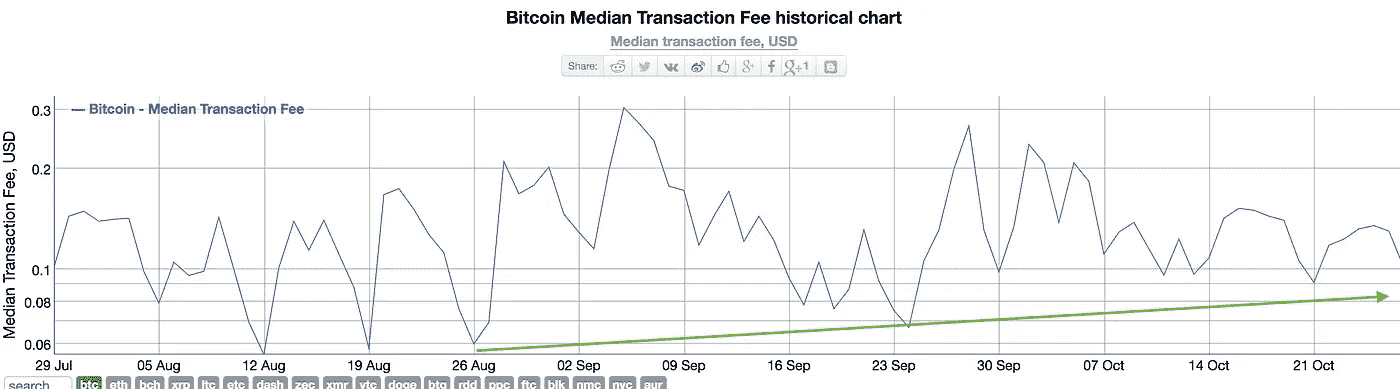 Bitcoin Median Transaction Fee historical chart
Median transaction fee, USD
Share: g+ f g+1
Bitcoin - Median Transaction Fee
Median Transaction Fee, USD
0.3
0.2
0.1
0.08
0.06
29 Jul 05 Aug 12 Aug 19 Aug 26 Aug 02 Sep 09 Sep 16 Sep 23 Sep 30 Sep 07 Oct 14 Oct 21 Oct
search btc eth bch xrp ltc etc dash zec xmr vtc doge btg rdd ppc ftc blk nmc nvc aur